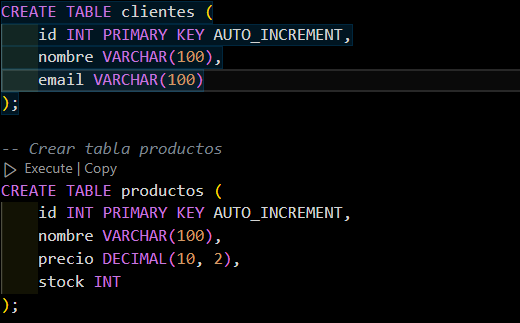 CREATE TABLE clientes (
    id INT PRIMARY KEY AUTO_INCREMENT,
    nombre VARCHAR(100),
    email VARCHAR(100)
);
-- Crear tabla productos
Execute | Copy
CREATE TABLE productos (
    id INT PRIMARY KEY AUTO_INCREMENT,
    nombre VARCHAR(100),
    precio DECIMAL(10, 2),
    stock INT
);